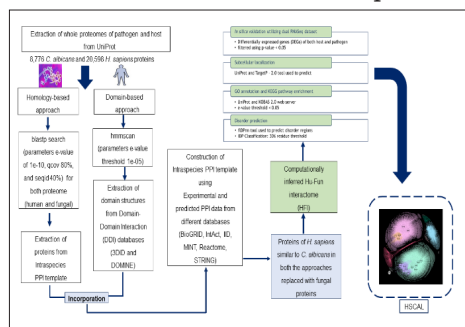 Extraction of whole proteomes of pathogen and host
from UniProt
8,776 C. albicans and 20,596 H. sapiens proteins
Homology-based
approach
blastp search
(parameters e-value
of 1e-10, qcov 80%,
and seqid 40%) for
both proteome
(human and fungal)
Extraction of
proteins from
Intraspecies
PPI template
Domain-based
approach
hmmscan
(parameters e-value
threshold 1e-05)
Extraction of
domain structures
from Domain-
Domain Interaction
(DDI) databases
(3DID and
DOMINE)
Incorporation
Construction of
Intraspecies PPI template
using
Experimental and
predicted PPI data from
different databases
(BioGRID, IntAct, IID,
MINT, Reactome,
STRING)
Proteins of H. sapiens
similar to C. albicans in
both the approaches
replaced with fungal
proteins
Computationally
inferred Hs-Fun
interactome
(HFI)
In-silico validation utilizing dual RNAseq dataset
• Differentially expressed genes (DEGs) of both host and pathogen
• filtered using p-value < 0.05
Subcellular localization
UniProt and TargetP - 2.0 tool used to predict
GO annotation and KEGG pathway enrichment
• UniProt and KOBAS 2.0 web server
• e-value threshold = 0.05
Disorder prediction
• used to predict disorder regions
• IDP Classification: 30% residue threshold
HSCAL